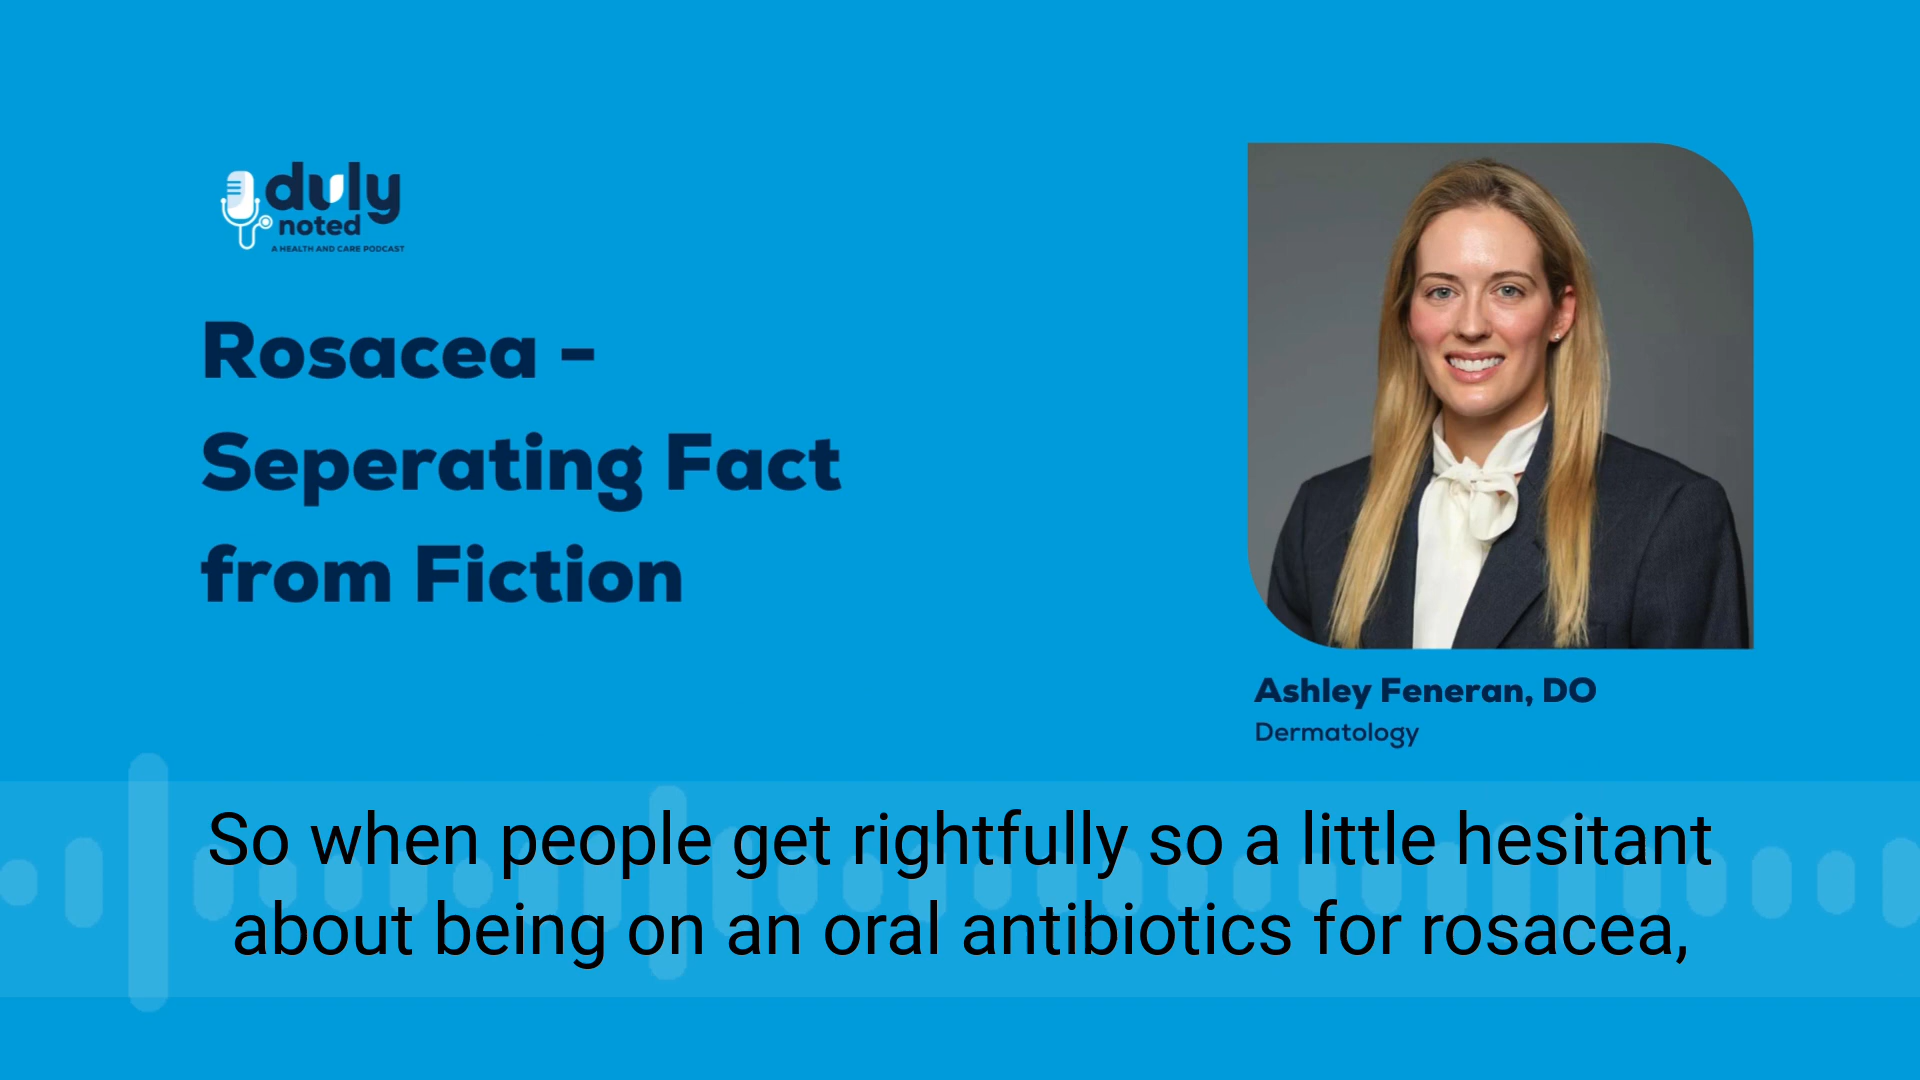 duly
noted
A HEALTH AND CARE PODCAST
Rosacea -
Seperating Fact
from Fiction
Ashley Feneran, DO
Dermatology
So when people get rightfully so a little hesitant
about being on an oral antibiotics for rosacea,